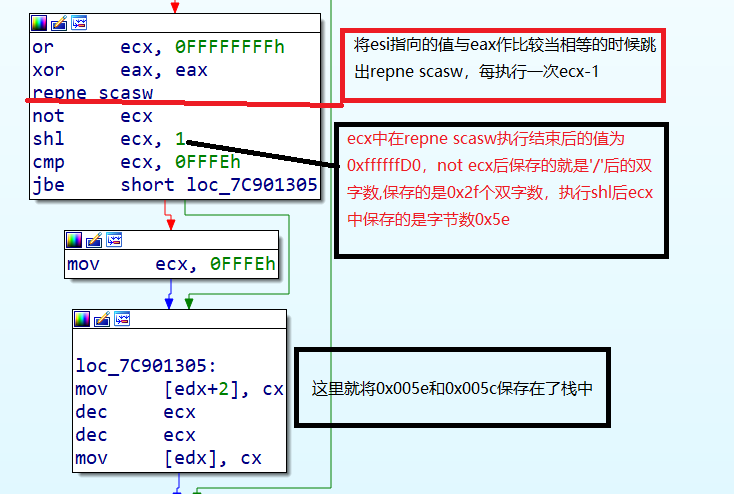 or ecx, 0FFFFFFFFh
xor eax, eax
repne scasw
not ecx
shl ecx, 1
cmp ecx, 0FFFEh
jbe short loc_7C901305
将esi指向的值与eax作比较当相等的时候跳
出repne scasw，每执行一次ecx-1
ecx中在repne scasw执行结束后的值为
0xffffffD0，not ecx后保存的就是'/'后的双
字数,保存的是0x2f个双字数，执行shl后ecx
中保存的是字节数0x5e
mov ecx, 0FFFEh
loc_7C901305:
mov [edx+2], cx
dec ecx
dec ecx
mov [edx], cx
这里就将0x005e和0x005c保存在了栈中